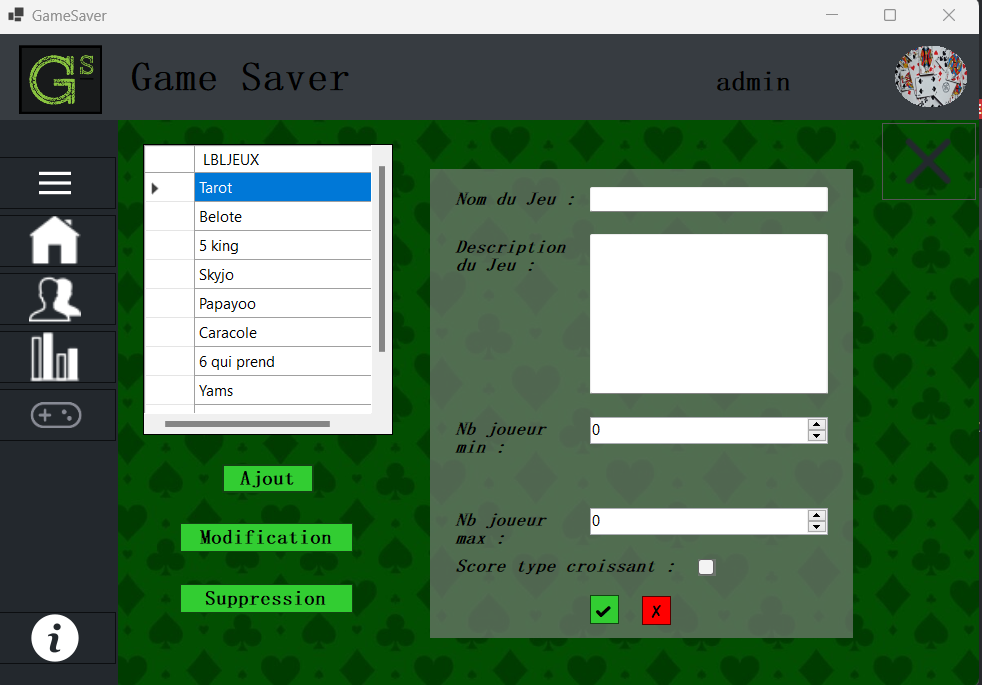 GameSaver
GS
Game Saver
admin
LBLJEUX
Tarot
Belote
5 king
Skyjo
Papayoo
Caracole
6 qui prend
Yams
Ajout
Modification
Suppression
Nom du Jeu :
Description
du Jeu :
Nb joueur
min :
0
Nb joueur
max :
0
Score type croissant :